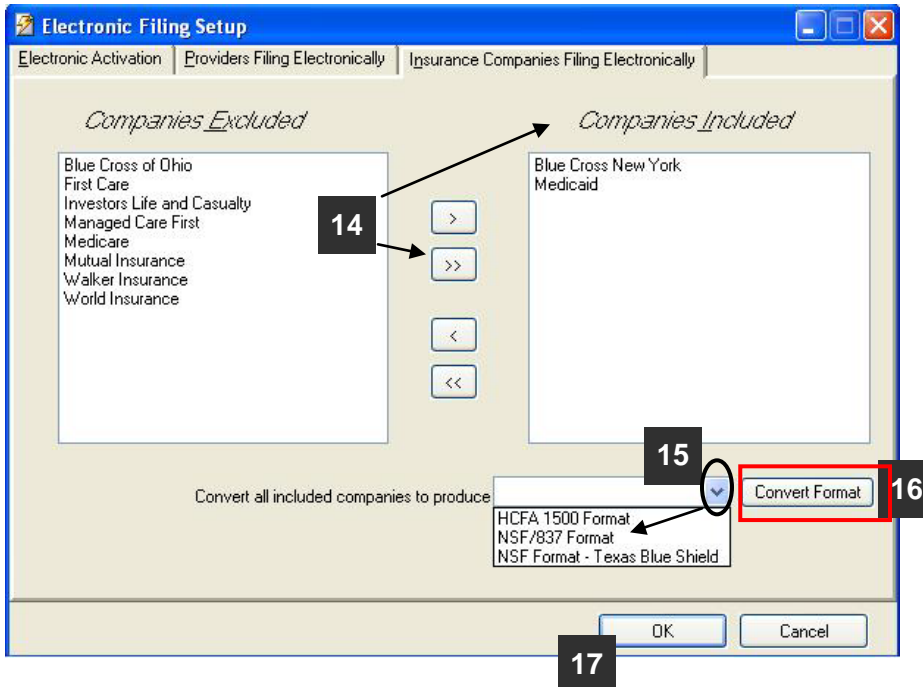 Electronic Filing Setup
Electronic Activation
Providers Filing Electronically
Insurance Companies Filing Electronically
Companies Excluded
Companies Included
Blue Cross of Ohio
First Care
Investors Life and Casualty
Managed Care First
Medicare
Mutual Insurance
Walker Insurance
World Insurance
14
>
>>
<
<<
Blue Cross New York
Medicaid
15
Convert all included companies to produce
Convert Format
16
HCFA 1500 Format
NSF/837 Format
NSF Format - Texas Blue Shield
OK
Cancel
17